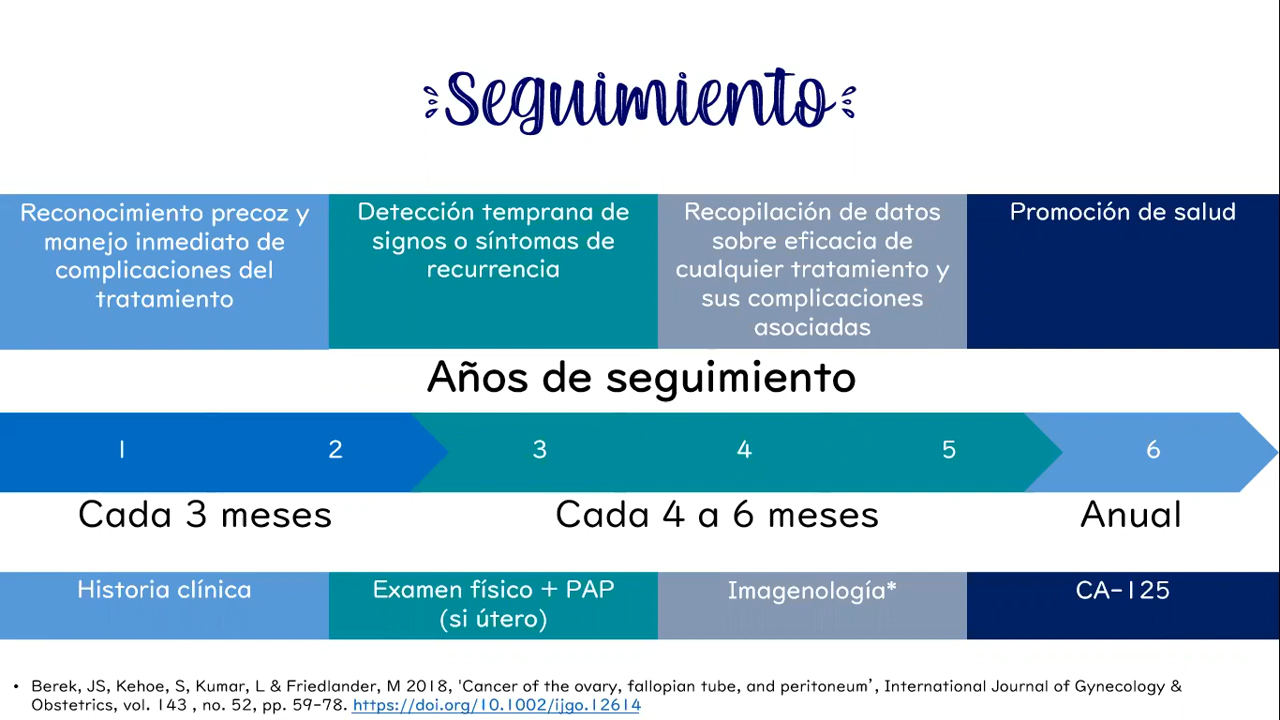 Seguimiento
Reconocimiento precoz y
manejo inmediato de
complicaciones del
tratamiento
Detección temprana de
signos o síntomas de
recurrencia
Recopilación de datos
sobre eficacia de
cualquier tratamiento y
sus complicaciones
asociadas
Promoción de salud
Años de seguimiento
1 2 3 4 5 6
Cada 3 meses Cada 4 a 6 meses Anual
Historia clínica
Examen físico + PAP
(si útero)
Imagenología*
CA-125
• Berek, JS, Kehoe, S, Kumar, L & Friedlander, M 2018, 'Cancer of the ovary, fallopian tube, and peritoneum’, International Journal of Gynecology &
Obstetrics, vol. 143 , no. 52, pp. 59-78. https://doi.org/10.1002/ijgo.12614